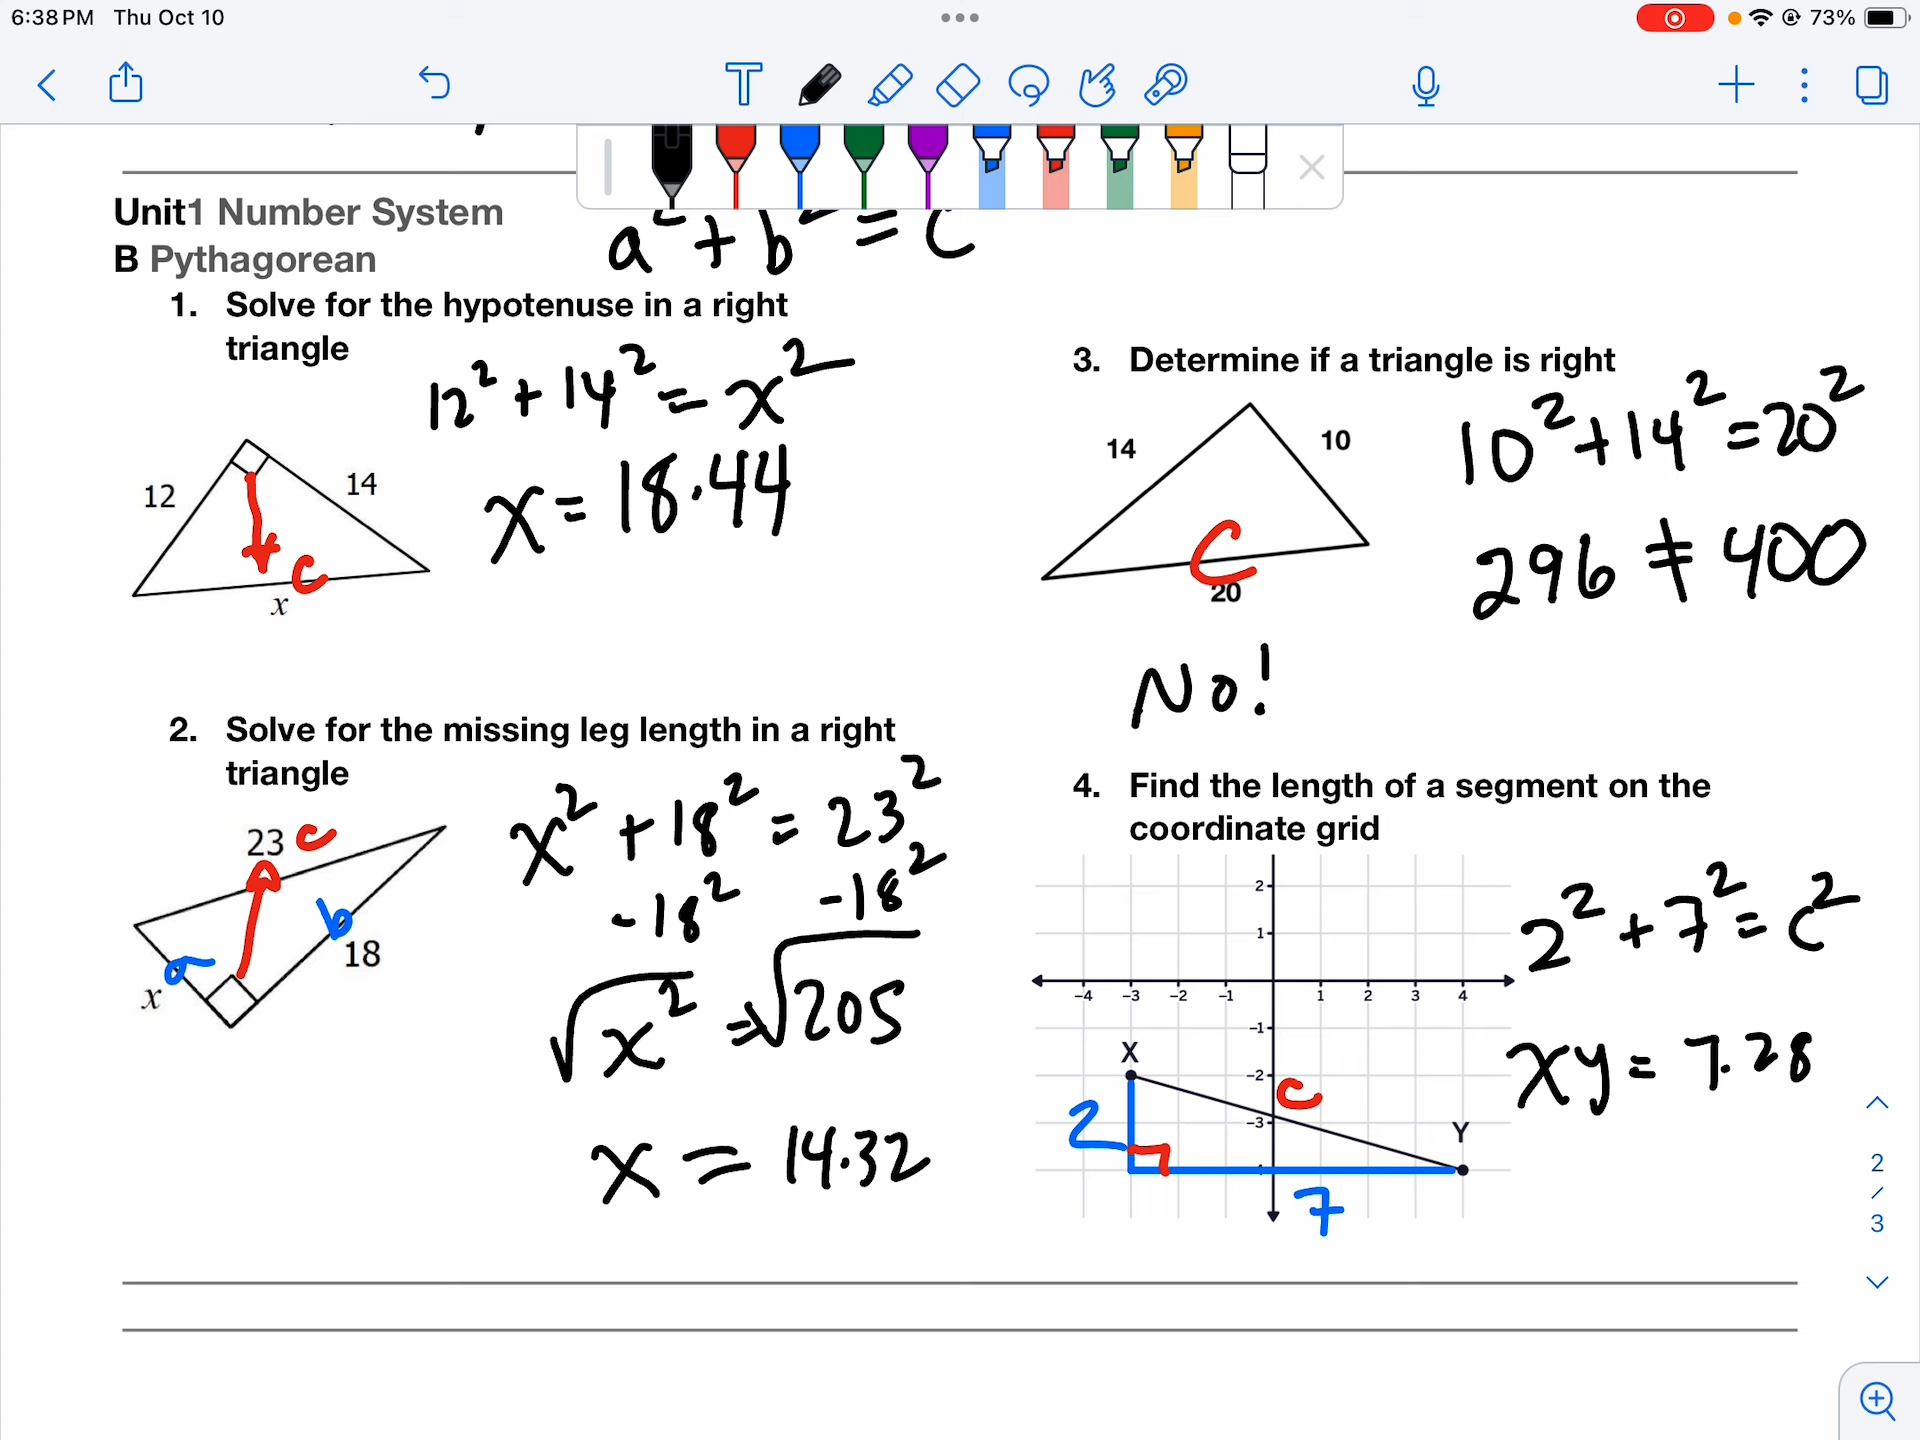 6:38 PM Thu Oct 10
73%
T
Unit1 Number System
B Pythagorean
a² + b² = c
1. Solve for the hypotenuse in a right
triangle
12² + 14² = x²
x = 18.44
12
14
c
x
2. Solve for the missing leg length in a right
triangle
23 c
b
18
a
x
x² + 18² = 23²
-18² -18²
√x² = √205
x = 14.32
3. Determine if a triangle is right
14
10
C
20
10² + 14² = 20²
296 ≠ 400
No!
4. Find the length of a segment on the
coordinate grid
2
1
-4 -3 -2 -1 1 2 3 4
-1
-2
-3
X
Y
c
2
7
2² + 7² = c²
xy = 7.28
2
/
3